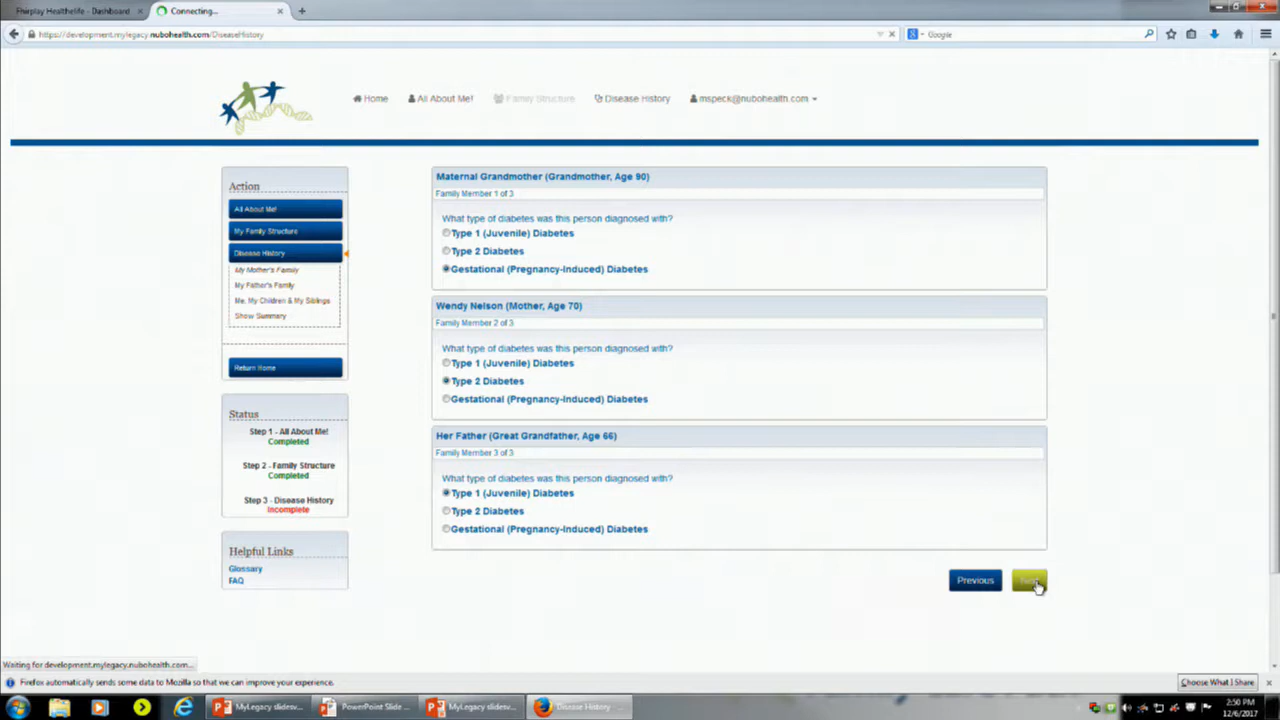 Fhirplay Healthelife - Dashboard
Connecting...
https://development.mylegacy.nubohealth.com/DiseaseHistory
Google
Home
All About Me!
Family Structure
Disease History
mspeck@nubohealth.com
Action
All About Me!
My Family Structure
Disease History
My Mother's Family
My Father's Family
Me, My Children & My Siblings
Show Summary
Return Home
Status
Step 1 - All About Me!
Completed
Step 2 - Family Structure
Completed
Step 3 - Disease History
Incomplete
Helpful Links
Glossary
FAQ
Maternal Grandmother (Grandmother, Age 90)
Family Member 1 of 3
What type of diabetes was this person diagnosed with?
Type 1 (Juvenile) Diabetes
Type 2 Diabetes
Gestational (Pregnancy-Induced) Diabetes
Wendy Nelson (Mother, Age 70)
Family Member 2 of 3
What type of diabetes was this person diagnosed with?
Type 1 (Juvenile) Diabetes
Type 2 Diabetes
Gestational (Pregnancy-Induced) Diabetes
Her Father (Great Grandfather, Age 66)
Family Member 3 of 3
What type of diabetes was this person diagnosed with?
Type 1 (Juvenile) Diabetes
Type 2 Diabetes
Gestational (Pregnancy-Induced) Diabetes
Previous
Waiting for development.mylegacy.nubohealth.com...
Firefox automatically sends some data to Mozilla so that we can improve your experience.
Choose What I Share
MyLegacy slidesv...
PowerPoint Slide ...
MyLegacy slidesv...
Disease History ...
2:50 PM
12/6/2017